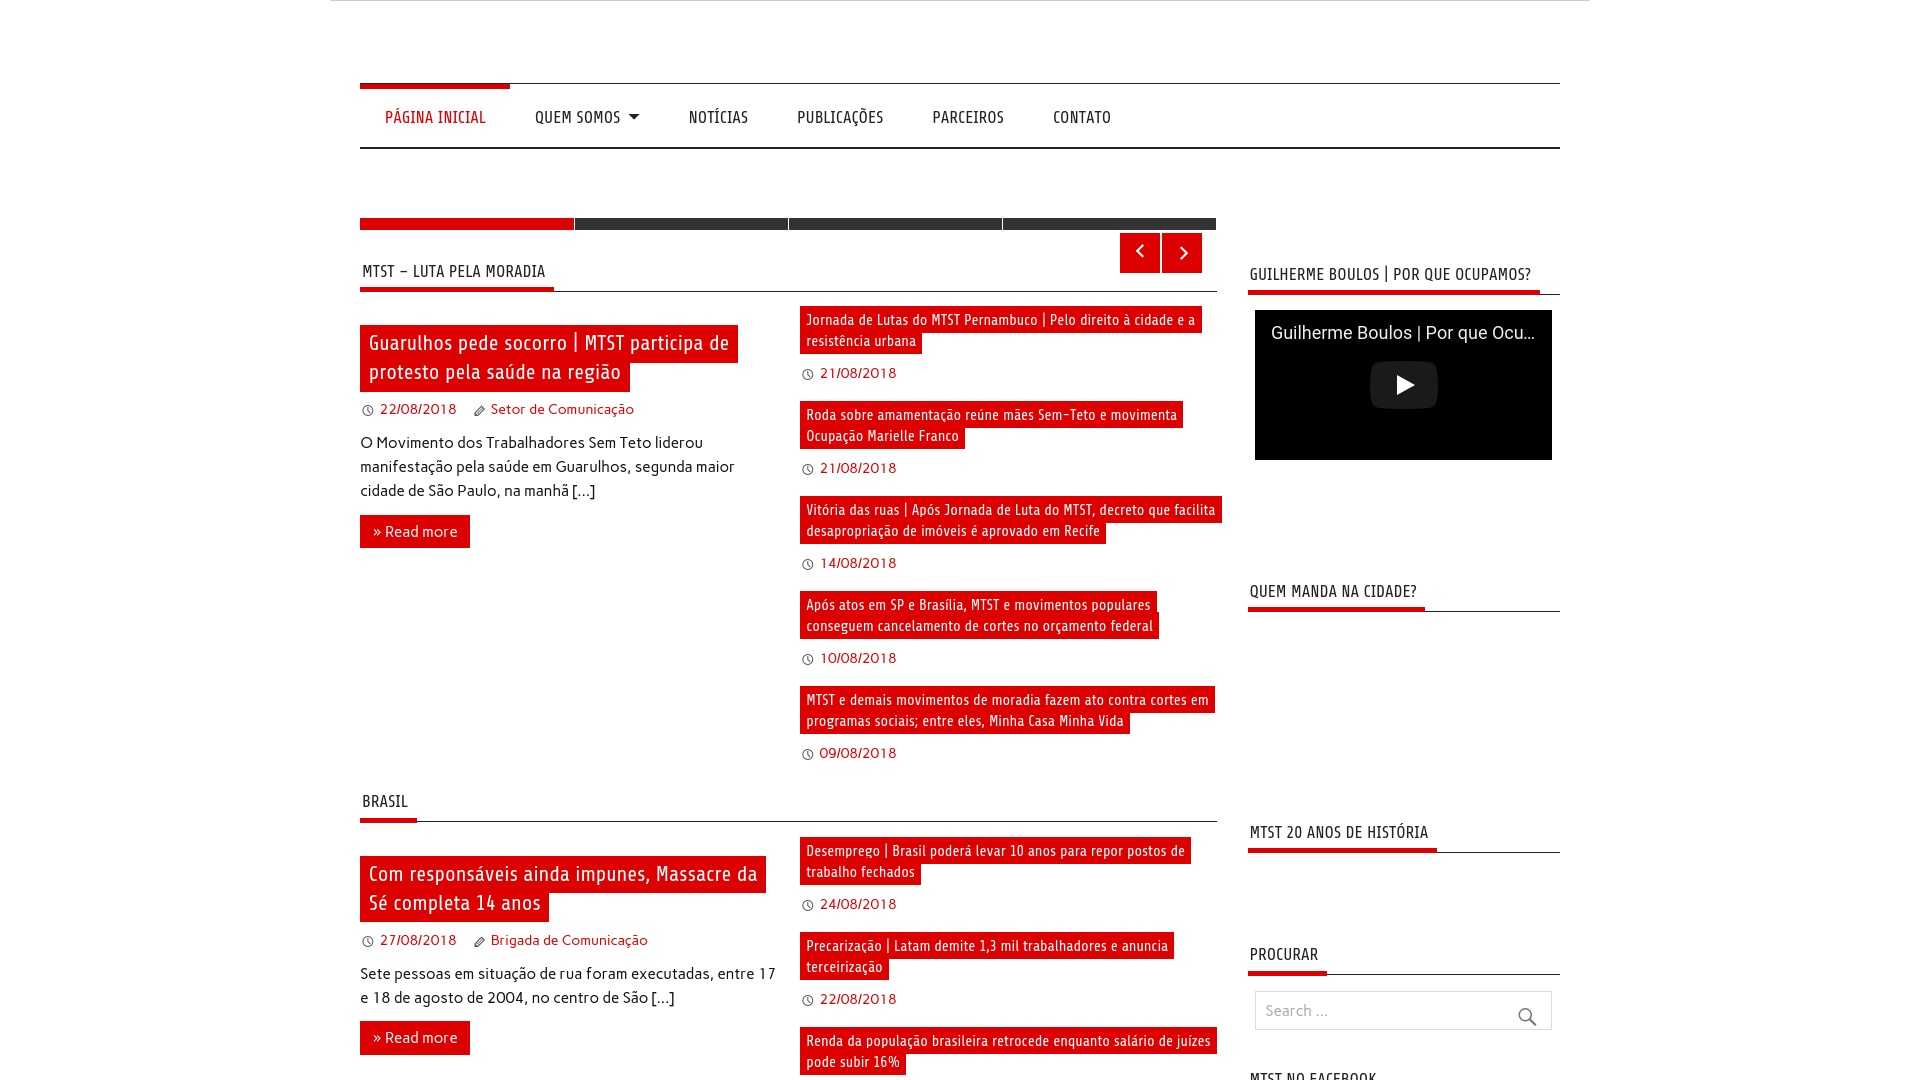 PÁGINA INICIAL
QUEM SOMOS
NOTÍCIAS
PUBLICAÇÕES
PARCEIROS
CONTATO
MTST – LUTA PELA MORADIA
Guarulhos pede socorro | MTST participa de
protesto pela saúde na região
22/08/2018 Setor de Comunicação
O Movimento dos Trabalhadores Sem Teto liderou
manifestação pela saúde em Guarulhos, segunda maior
cidade de São Paulo, na manhã [...]
» Read more
Jornada de Lutas do MTST Pernambuco | Pelo direito à cidade e a
resistência urbana
21/08/2018
Roda sobre amamentação reúne mães Sem-Teto e movimenta
Ocupação Marielle Franco
21/08/2018
Vitória das ruas | Após Jornada de Luta do MTST, decreto que facilita
desapropriação de imóveis é aprovado em Recife
14/08/2018
Após atos em SP e Brasília, MTST e movimentos populares
conseguem cancelamento de cortes no orçamento federal
10/08/2018
MTST e demais movimentos de moradia fazem ato contra cortes em
programas sociais; entre eles, Minha Casa Minha Vida
09/08/2018
BRASIL
Com responsáveis ainda impunes, Massacre da
Sé completa 14 anos
27/08/2018 Brigada de Comunicação
Sete pessoas em situação de rua foram executadas, entre 17
e 18 de agosto de 2004, no centro de São [...]
» Read more
Desemprego | Brasil poderá levar 10 anos para repor postos de
trabalho fechados
24/08/2018
Precarização | Latam demite 1,3 mil trabalhadores e anuncia
terceirização
22/08/2018
Renda da população brasileira retrocede enquanto salário de juízes
pode subir 16%
GUILHERME BOULOS | POR QUE OCUPAMOS?
Guilherme Boulos | Por que Ocu...
QUEM MANDA NA CIDADE?
MTST 20 ANOS DE HISTÓRIA
PROCURAR
Search ...
MTST NO FACEBOOK